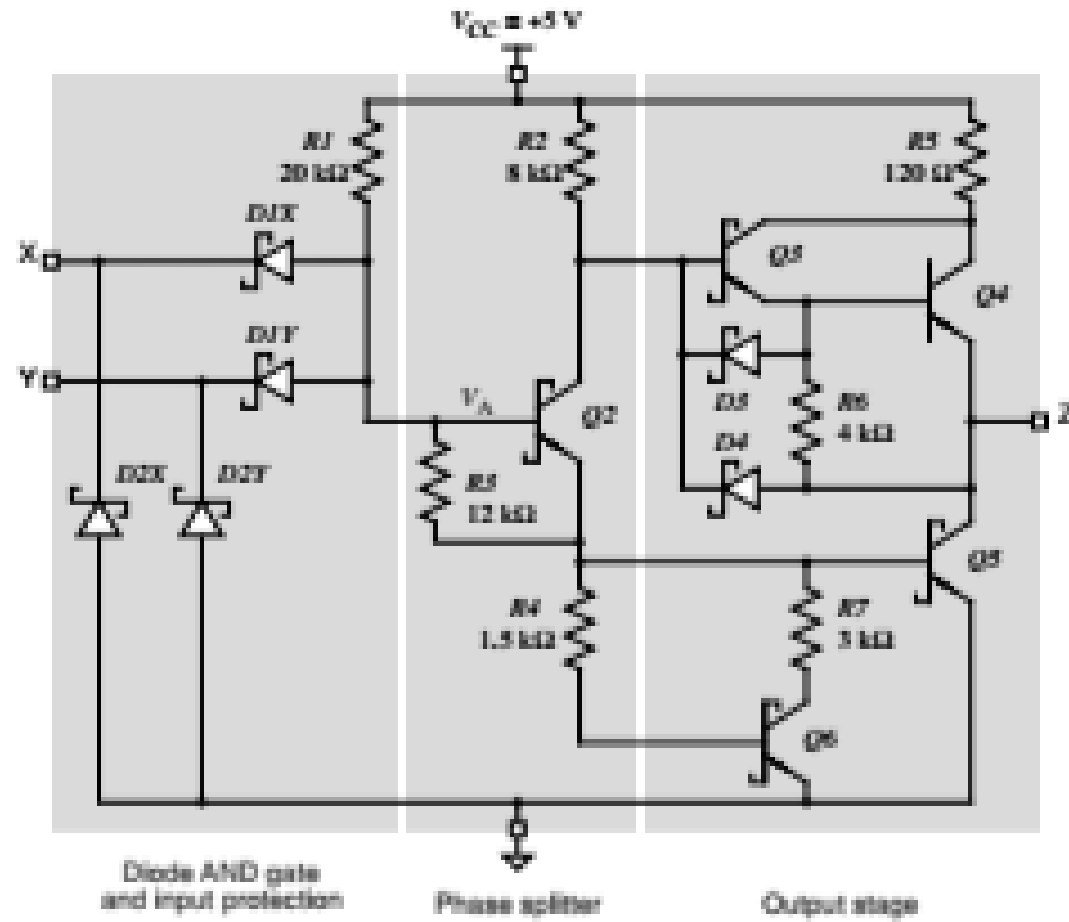 VCC = +5 V
R1
20 kΩ
R2
8 kΩ
R5
120 Ω
D1X
X
Q3
Q4
D1Y
Y
VA
Q2
D3
R6
4 kΩ
Z
D4
D2X
D2Y
R3
12 kΩ
Q5
R4
1.5 kΩ
R7
3 kΩ
Q6
Diode AND gate
and input protection
Phase splitter
Output stage